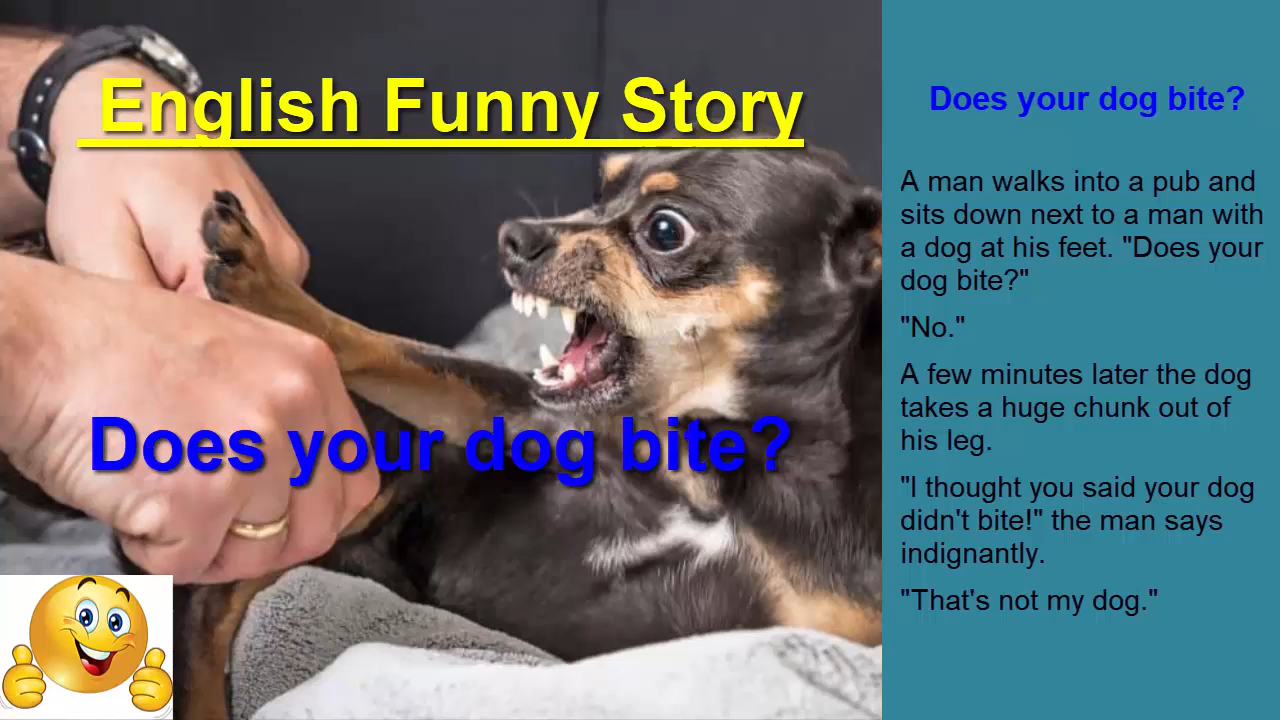 English Funny Story
Does your dog bite?
Does your dog bite?
A man walks into a pub and
sits down next to a man with
a dog at his feet. "Does your
dog bite?"
"No."
A few minutes later the dog
takes a huge chunk out of
his leg.
"I thought you said your dog
didn't bite!" the man says
indignantly.
"That's not my dog."